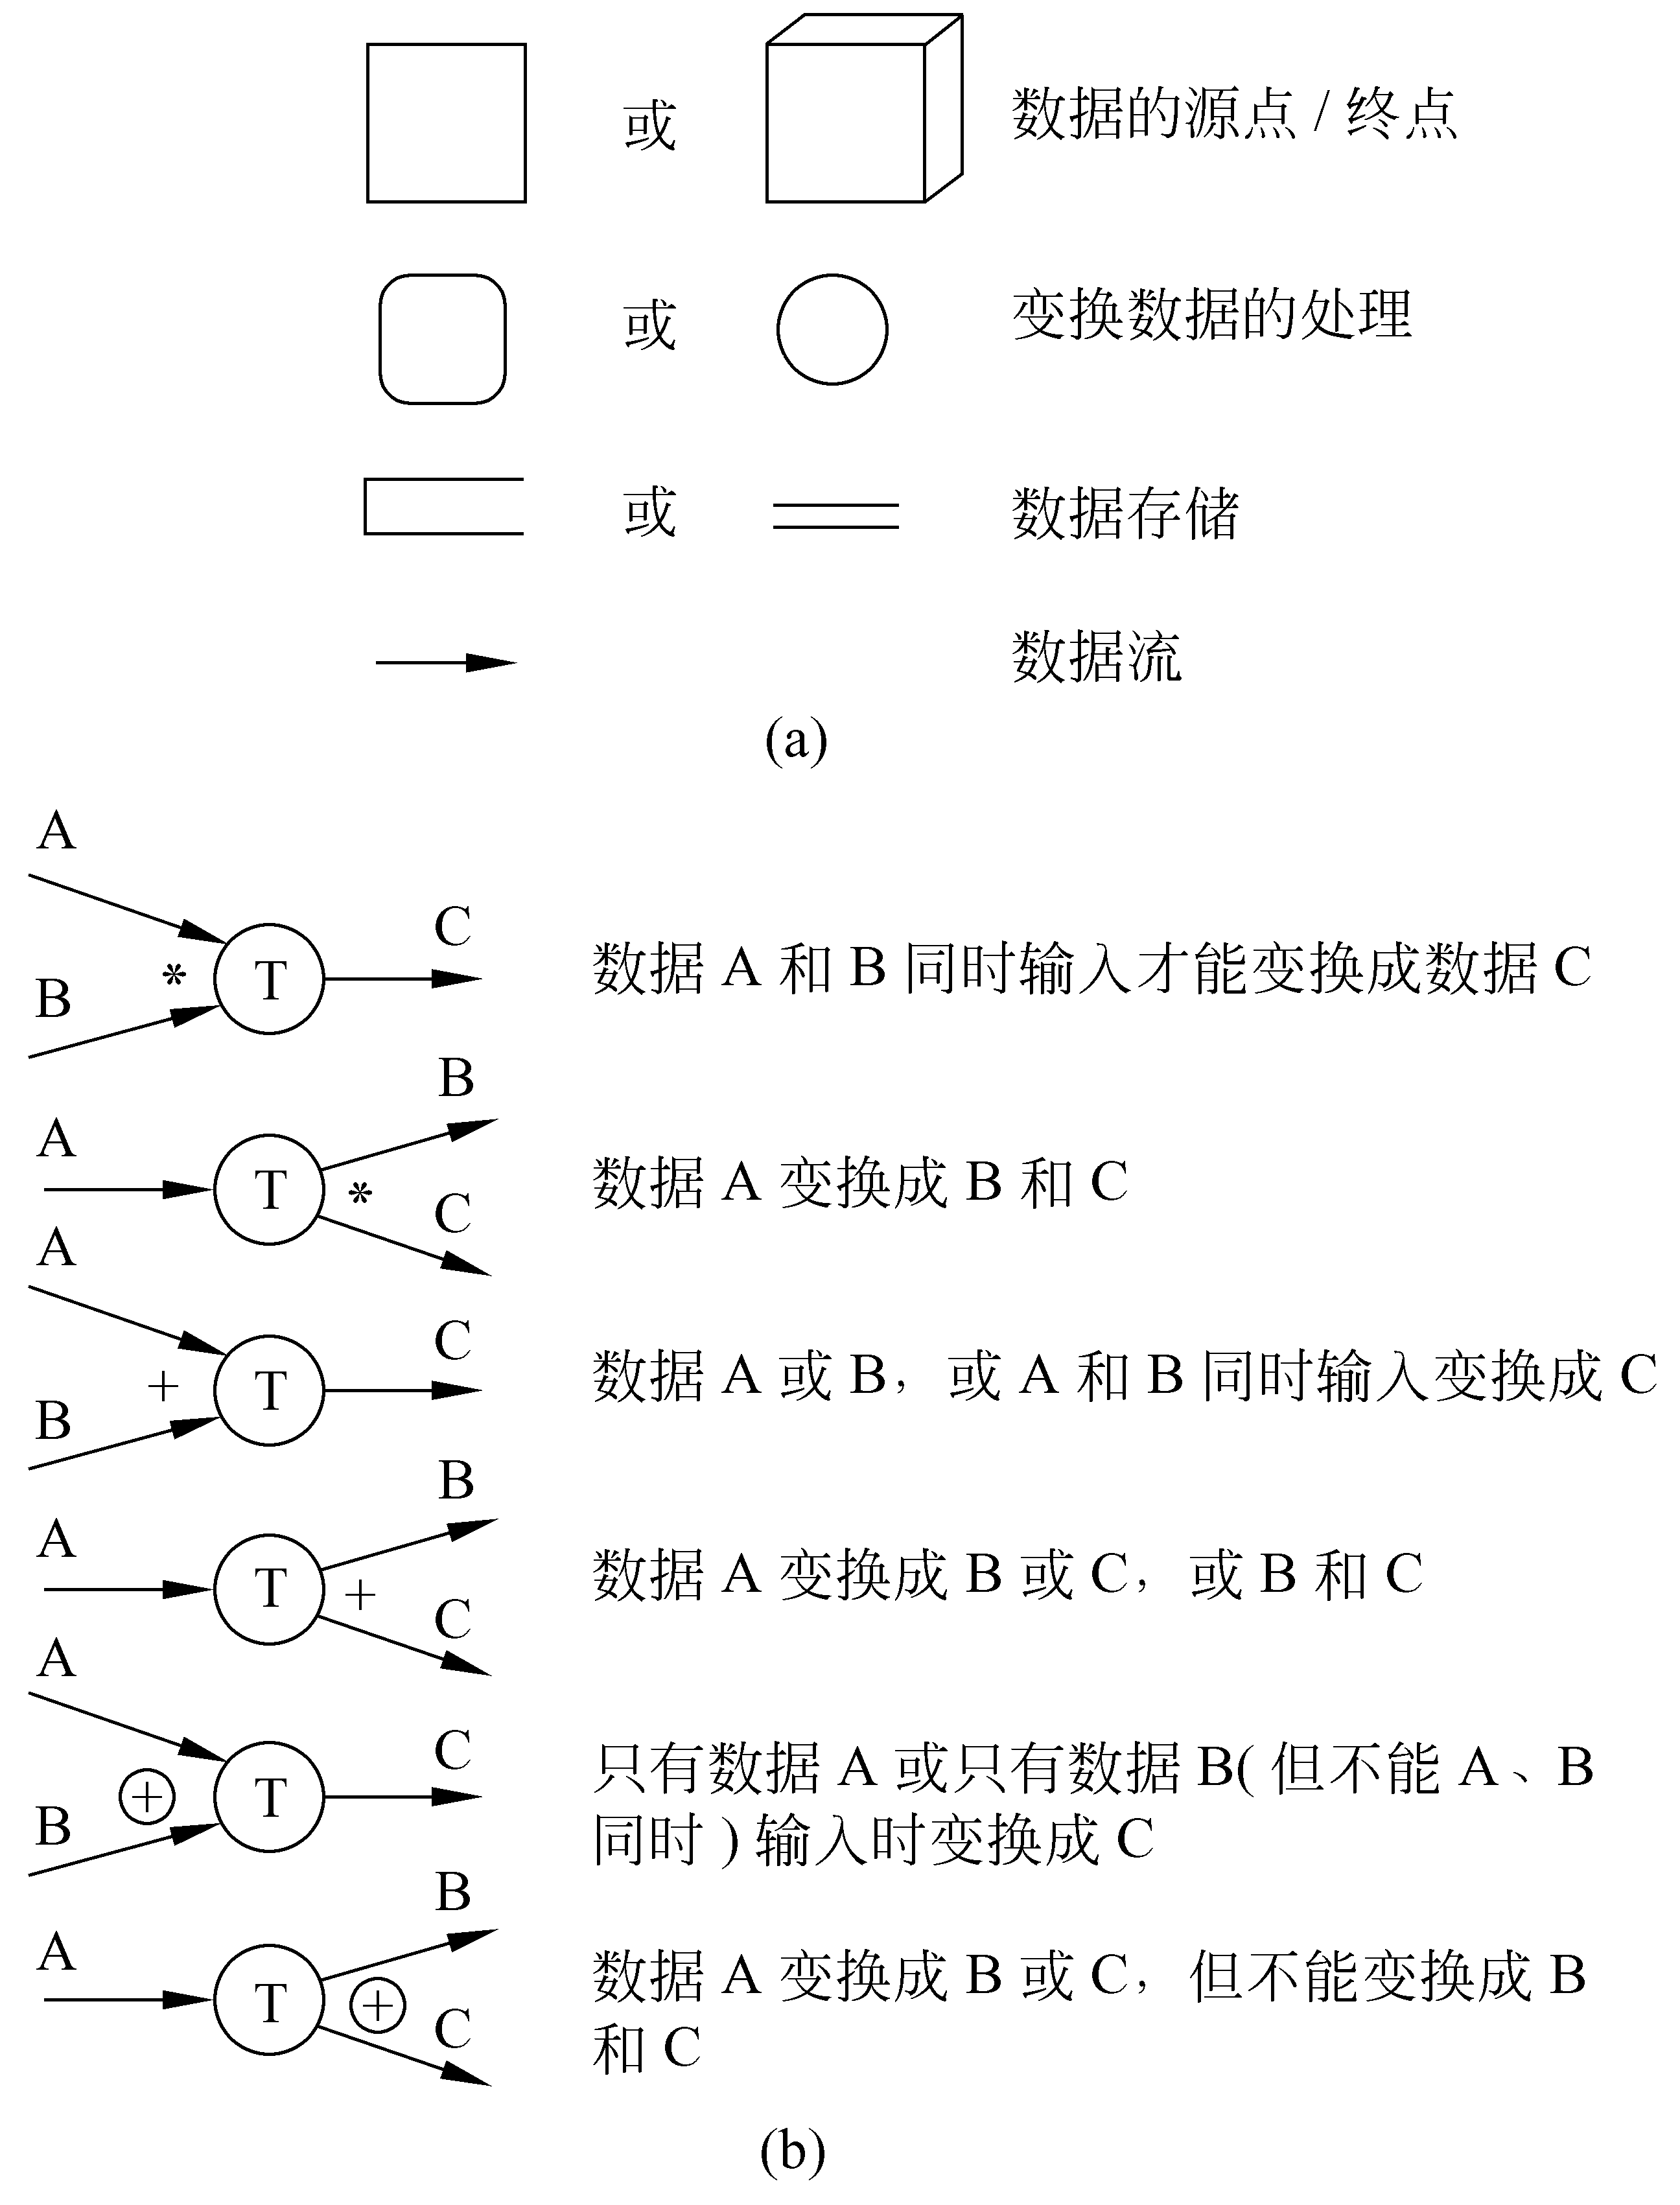 或 数据的源点 / 终点
或 变换数据的处理
或 数据存储
数据流
(a)
A
B
*
T
C
数据 A 和 B 同时输入才能变换成数据 C
A
T
B
*
C
数据 A 变换成 B 和 C
A
B
+
T
C
数据 A 或 B，或 A 和 B 同时输入变换成 C
A
T
B
+
C
数据 A 变换成 B 或 C，或 B 和 C
A
B
+
T
C
只有数据 A 或只有数据 B( 但不能 A、B
同时 ) 输入时变换成 C
A
T
B
+
C
数据 A 变换成 B 或 C，但不能变换成 B
和 C
(b)